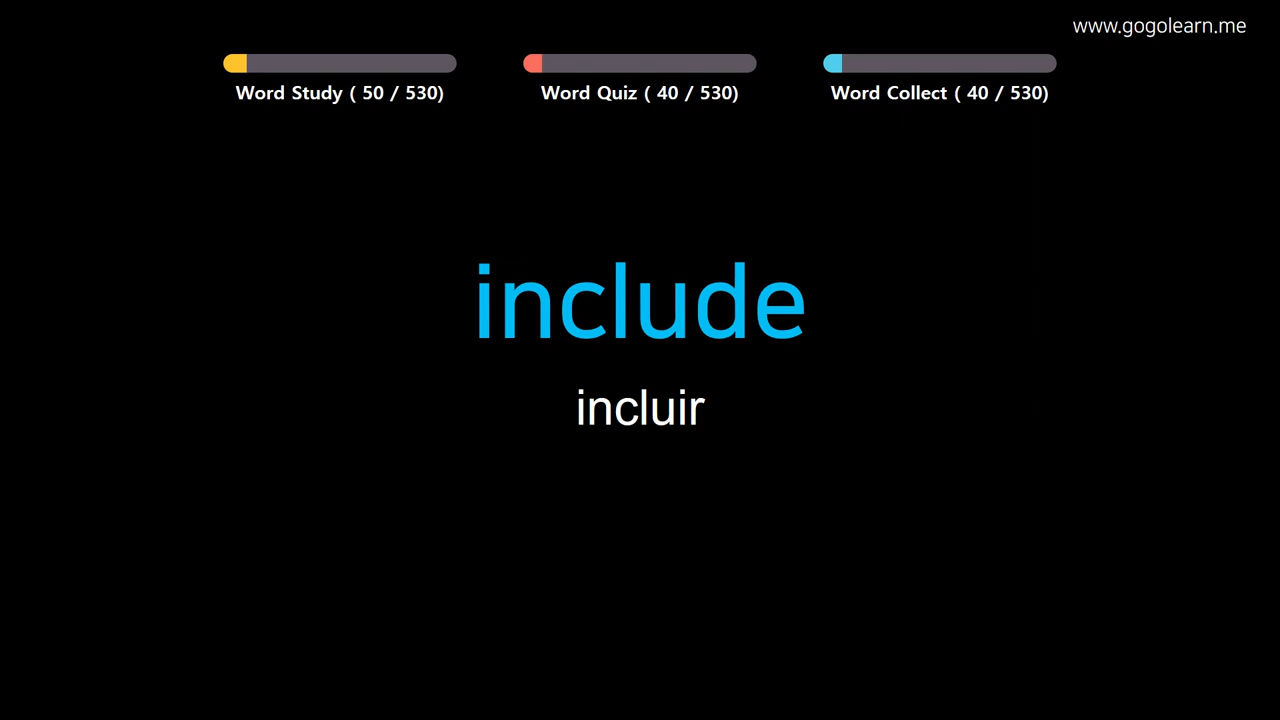 www.gogolearn.me
Word Study ( 50 / 530)
Word Quiz ( 40 / 530)
Word Collect ( 40 / 530)
include
incluir